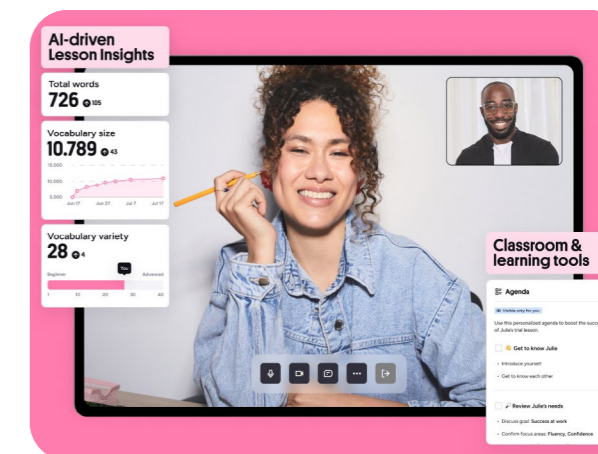 AI-driven
Lesson Insights
Total words
726 105
Vocabulary size
10.789 43
15.000
10.000
5.000
Jun 17 Jun 27 Jul 7 Jul 17
Vocabulary variety
28 4
You
Beginner Advanced
1 10 20 30 40
Classroom &
learning tools
Agenda
Visible only for you
Use this personalized agenda to boost the succ
of Julie's trial lesson.
Get to know Julie
• Introduce yourself
• Get to know each other
Review Julie's needs
• Discuss goal: Success at work
• Confirm focus areas: Fluency, Confidence